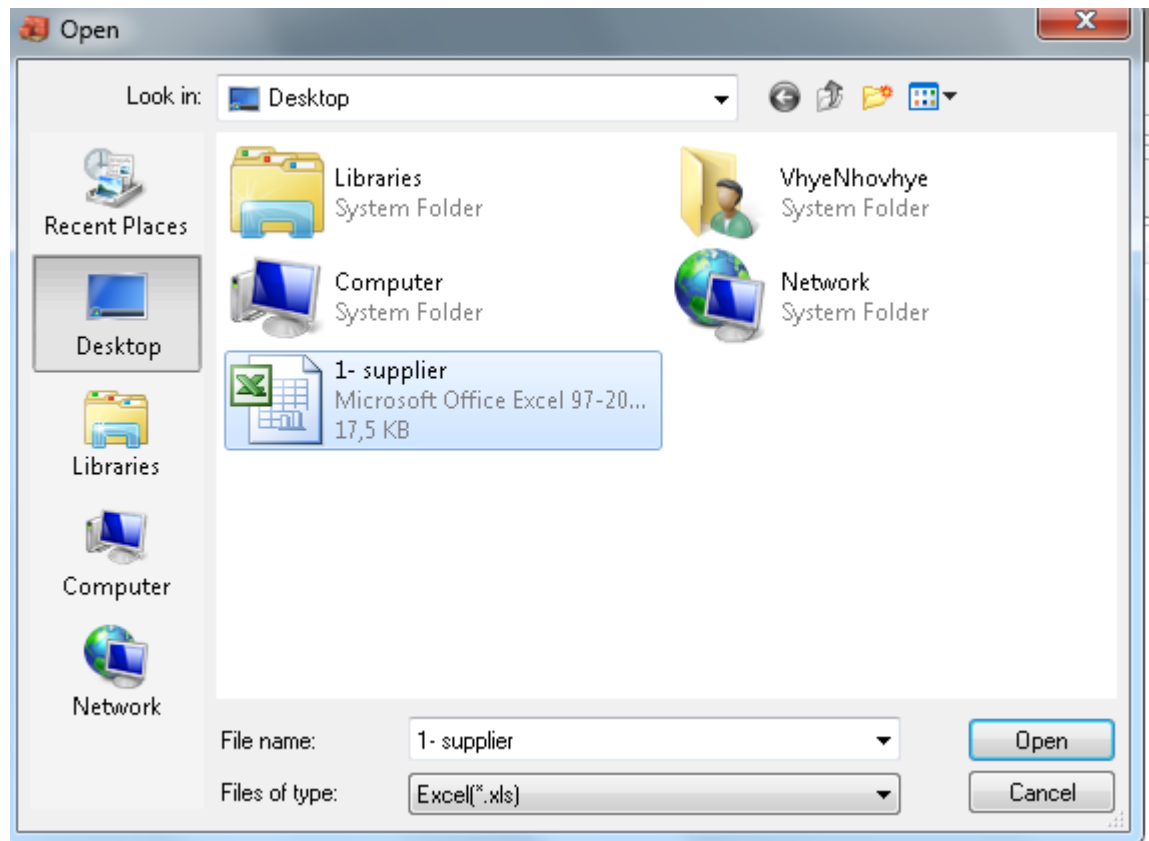 Open
Look in:
Desktop
Recent Places
Desktop
Libraries
Computer
Network
Libraries
System Folder
VhyeNhovhye
System Folder
Computer
System Folder
Network
System Folder
1- supplier
Microsoft Office Excel 97-20...
17,5 KB
File name:
1- supplier
Open
Files of type:
Excel(*.xls)
Cancel